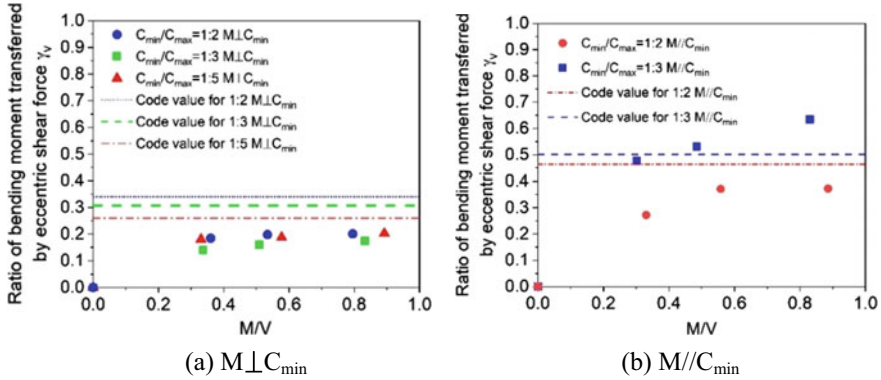 Ratio of bending moment transferred
by eccentric shear force γv
1.0
0.9
0.8
0.7
0.6
0.5
0.4
0.3
0.2
0.1
0.0
Cmin/Cmax=1:2 M⊥Cmin
Cmin/Cmax=1:3 M⊥Cmin
Cmin/Cmax=1:5 M⊥Cmin
Code value for 1:2 M⊥Cmin
Code value for 1:3 M⊥Cmin
Code value for 1:5 M⊥Cmin
0.0 0.2 0.4 0.6 0.8 1.0
M/V
(a) M⊥Cmin
Ratio of bending moment transferred
by eccentric shear force γv
1.0
0.9
0.8
0.7
0.6
0.5
0.4
0.3
0.2
0.1
0.0
Cmin/Cmax=1:2 M//Cmin
Cmin/Cmax=1:3 M//Cmin
Code value for 1:2 M//Cmin
Code value for 1:3 M//Cmin
0.0 0.2 0.4 0.6 0.8 1.0
M/V
(b) M//Cmin